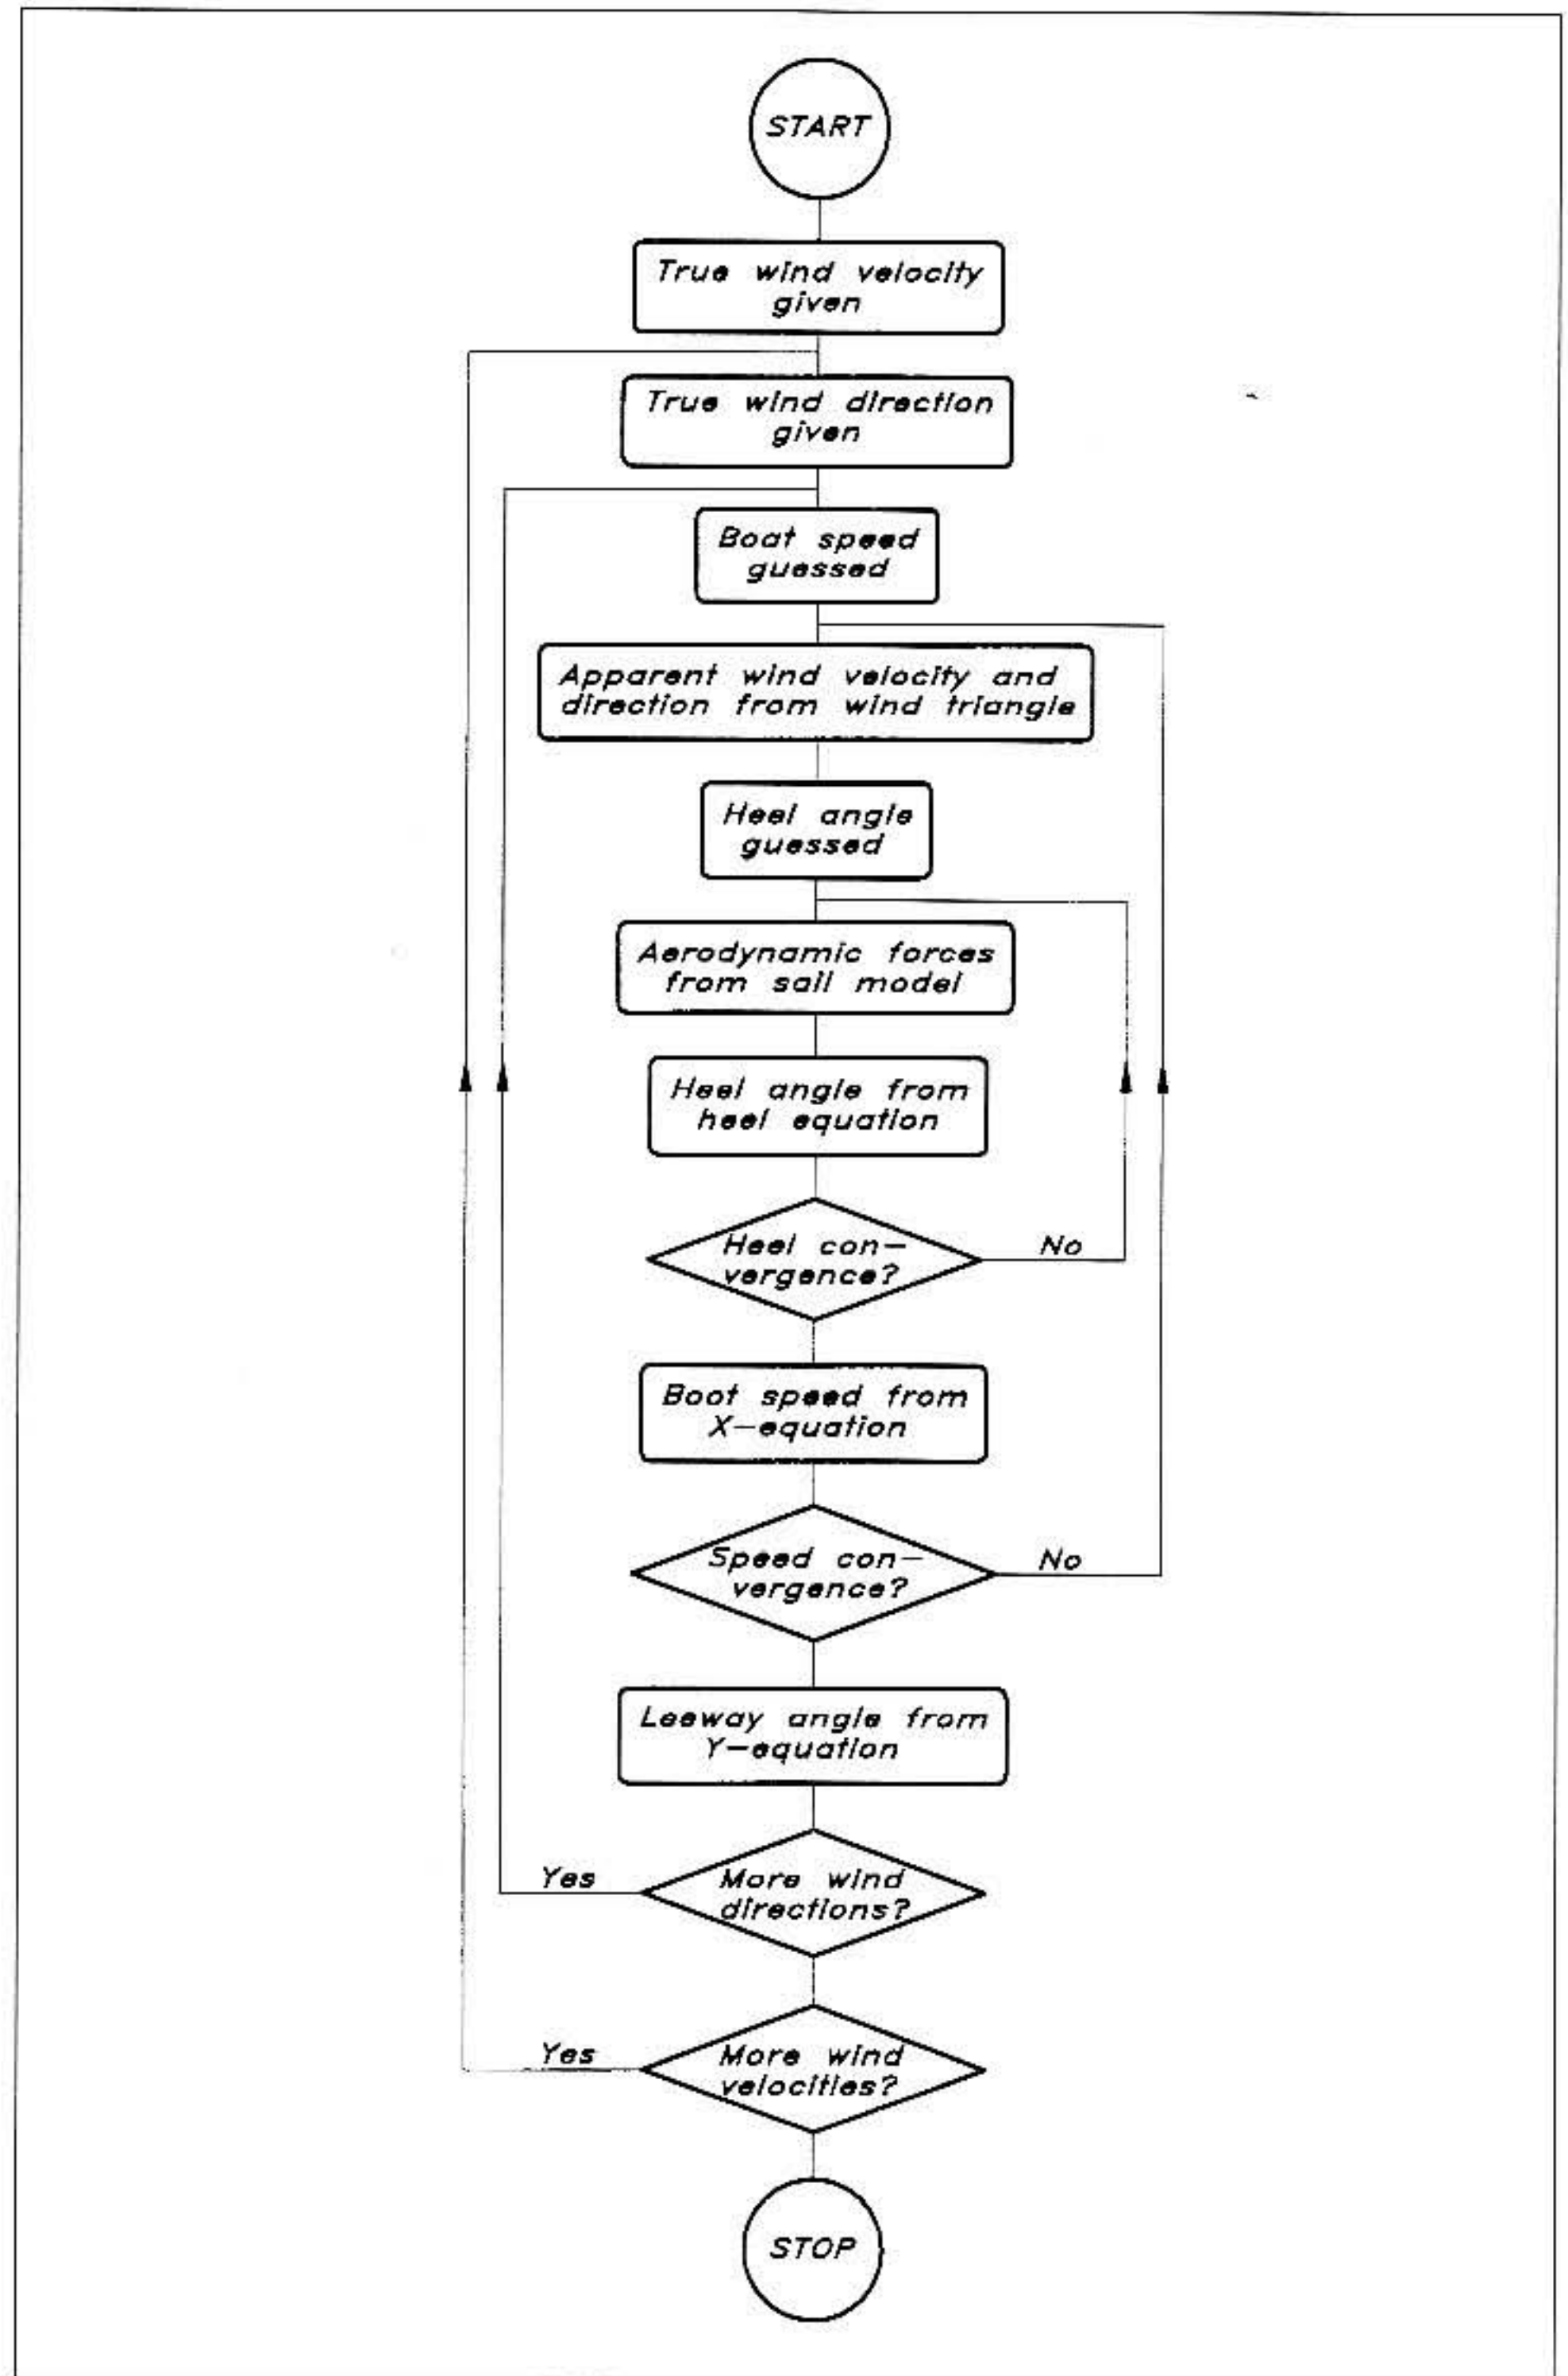 START
True wind velocity
given
True wind direction
given
Boat speed
guessed
Apparent wind velocity and
direction from wind triangle
Heel angle
guessed
Aerodynamic forces
from sail model
Heel angle from
heel equation
Heel con-
vergence?
No
Boat speed from
X-equation
Speed con-
vergence?
No
Leeway angle from
Y-equation
Yes
More wind
directions?
Yes
More wind
velocities?
STOP